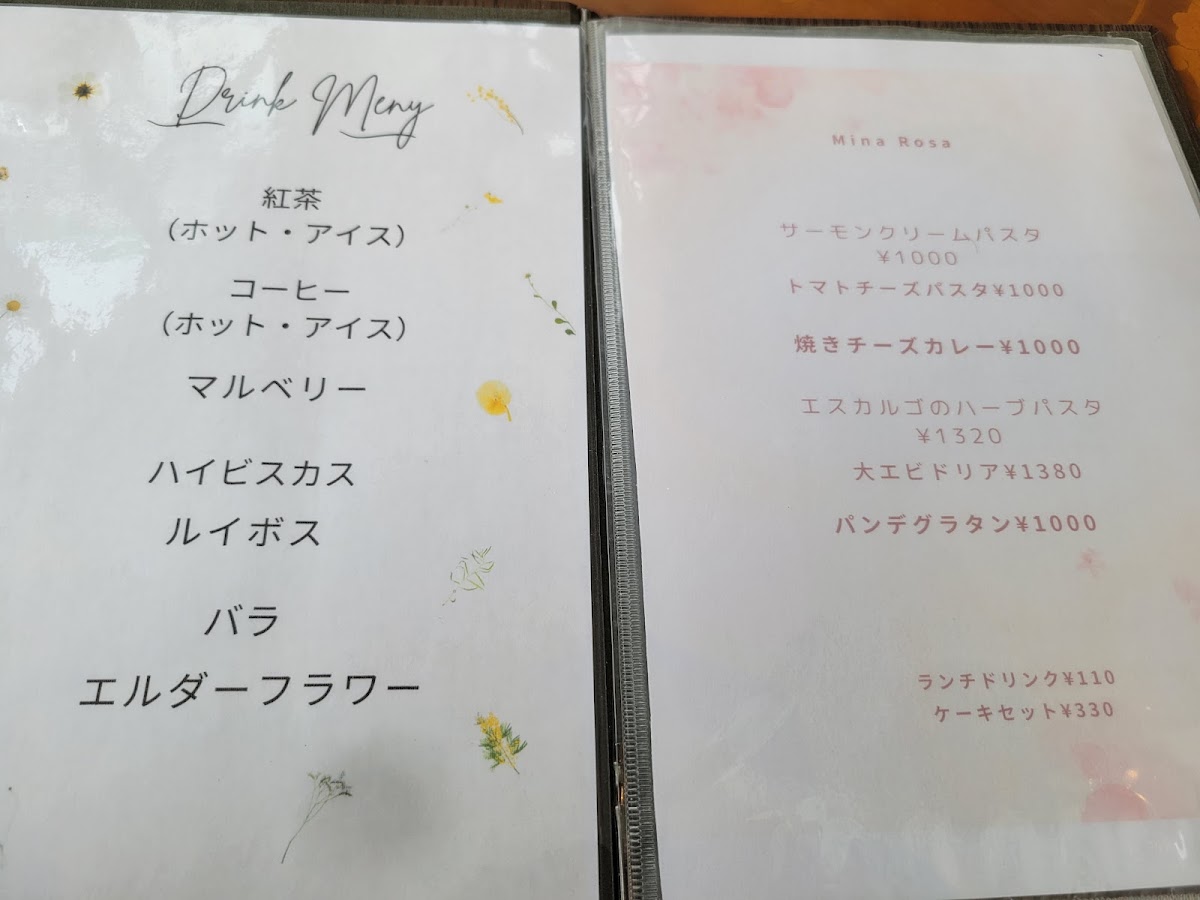 Drink Meny
紅茶
（ホット・アイス）
コーヒー
（ホット・アイス）
マルベリー
ハイビスカス
ルイボス
バラ
エルダーフラワー
Mina Rosa
サーモンクリームパスタ
¥1000
トマトチーズパスタ¥1000
焼きチーズカレー¥1000
エスカルゴのハーブパスタ
¥1320
大エビドリア¥1380
パンデグラタン¥1000
ランチドリンク¥110
ケーキセット¥330